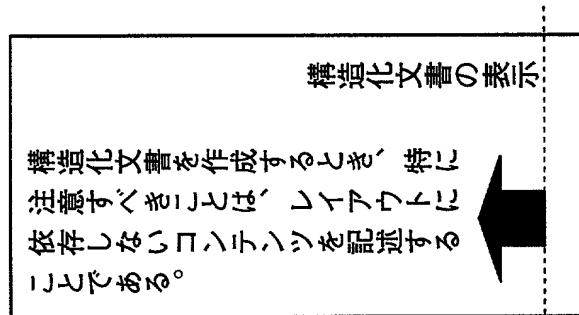 構造化文書の表示
構造化文書を作成するとき、特に
注意すべきことは、レイアウトに
依存しないコンテンツを記述する
ことである。